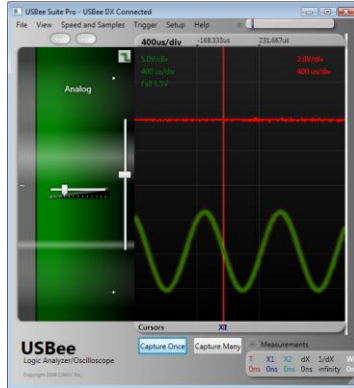 USBee Suite Pro - USBee DX Connected
File View Speed and Samples Trigger Setup Help
400us/div -168.333us 231.667us
5.0V/div 2.0V/div
400 us/div 400 us/div
Fall 1.5V
Analog
Cursors
USBee
Logic Analyzer/Oscilloscope
Capture Once Capture Many
Measurements
T X1 X2 dX 1/dX
0ns 0ns 0ns 0ns infinity